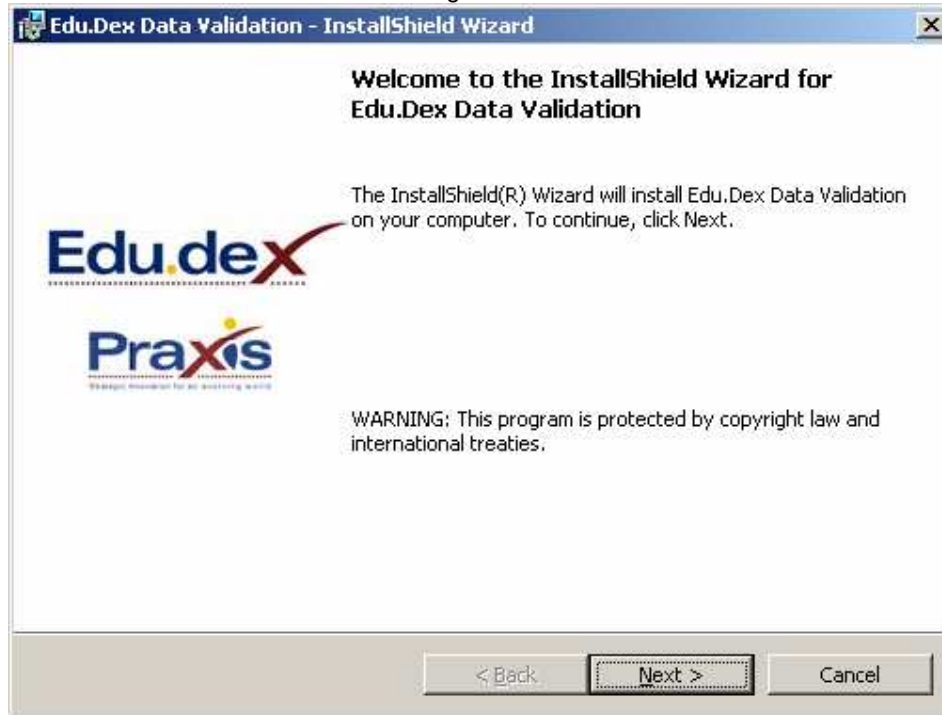 Edu.Dex Data Validation - InstallShield Wizard
Welcome to the InstallShield Wizard for
Edu.Dex Data Validation
The InstallShield(R) Wizard will install Edu.Dex Data Validation
on your computer. To continue, click Next.
Edu.dex
Praxis
WARNING: This program is protected by copyright law and
international treaties.
< Back
Next >
Cancel